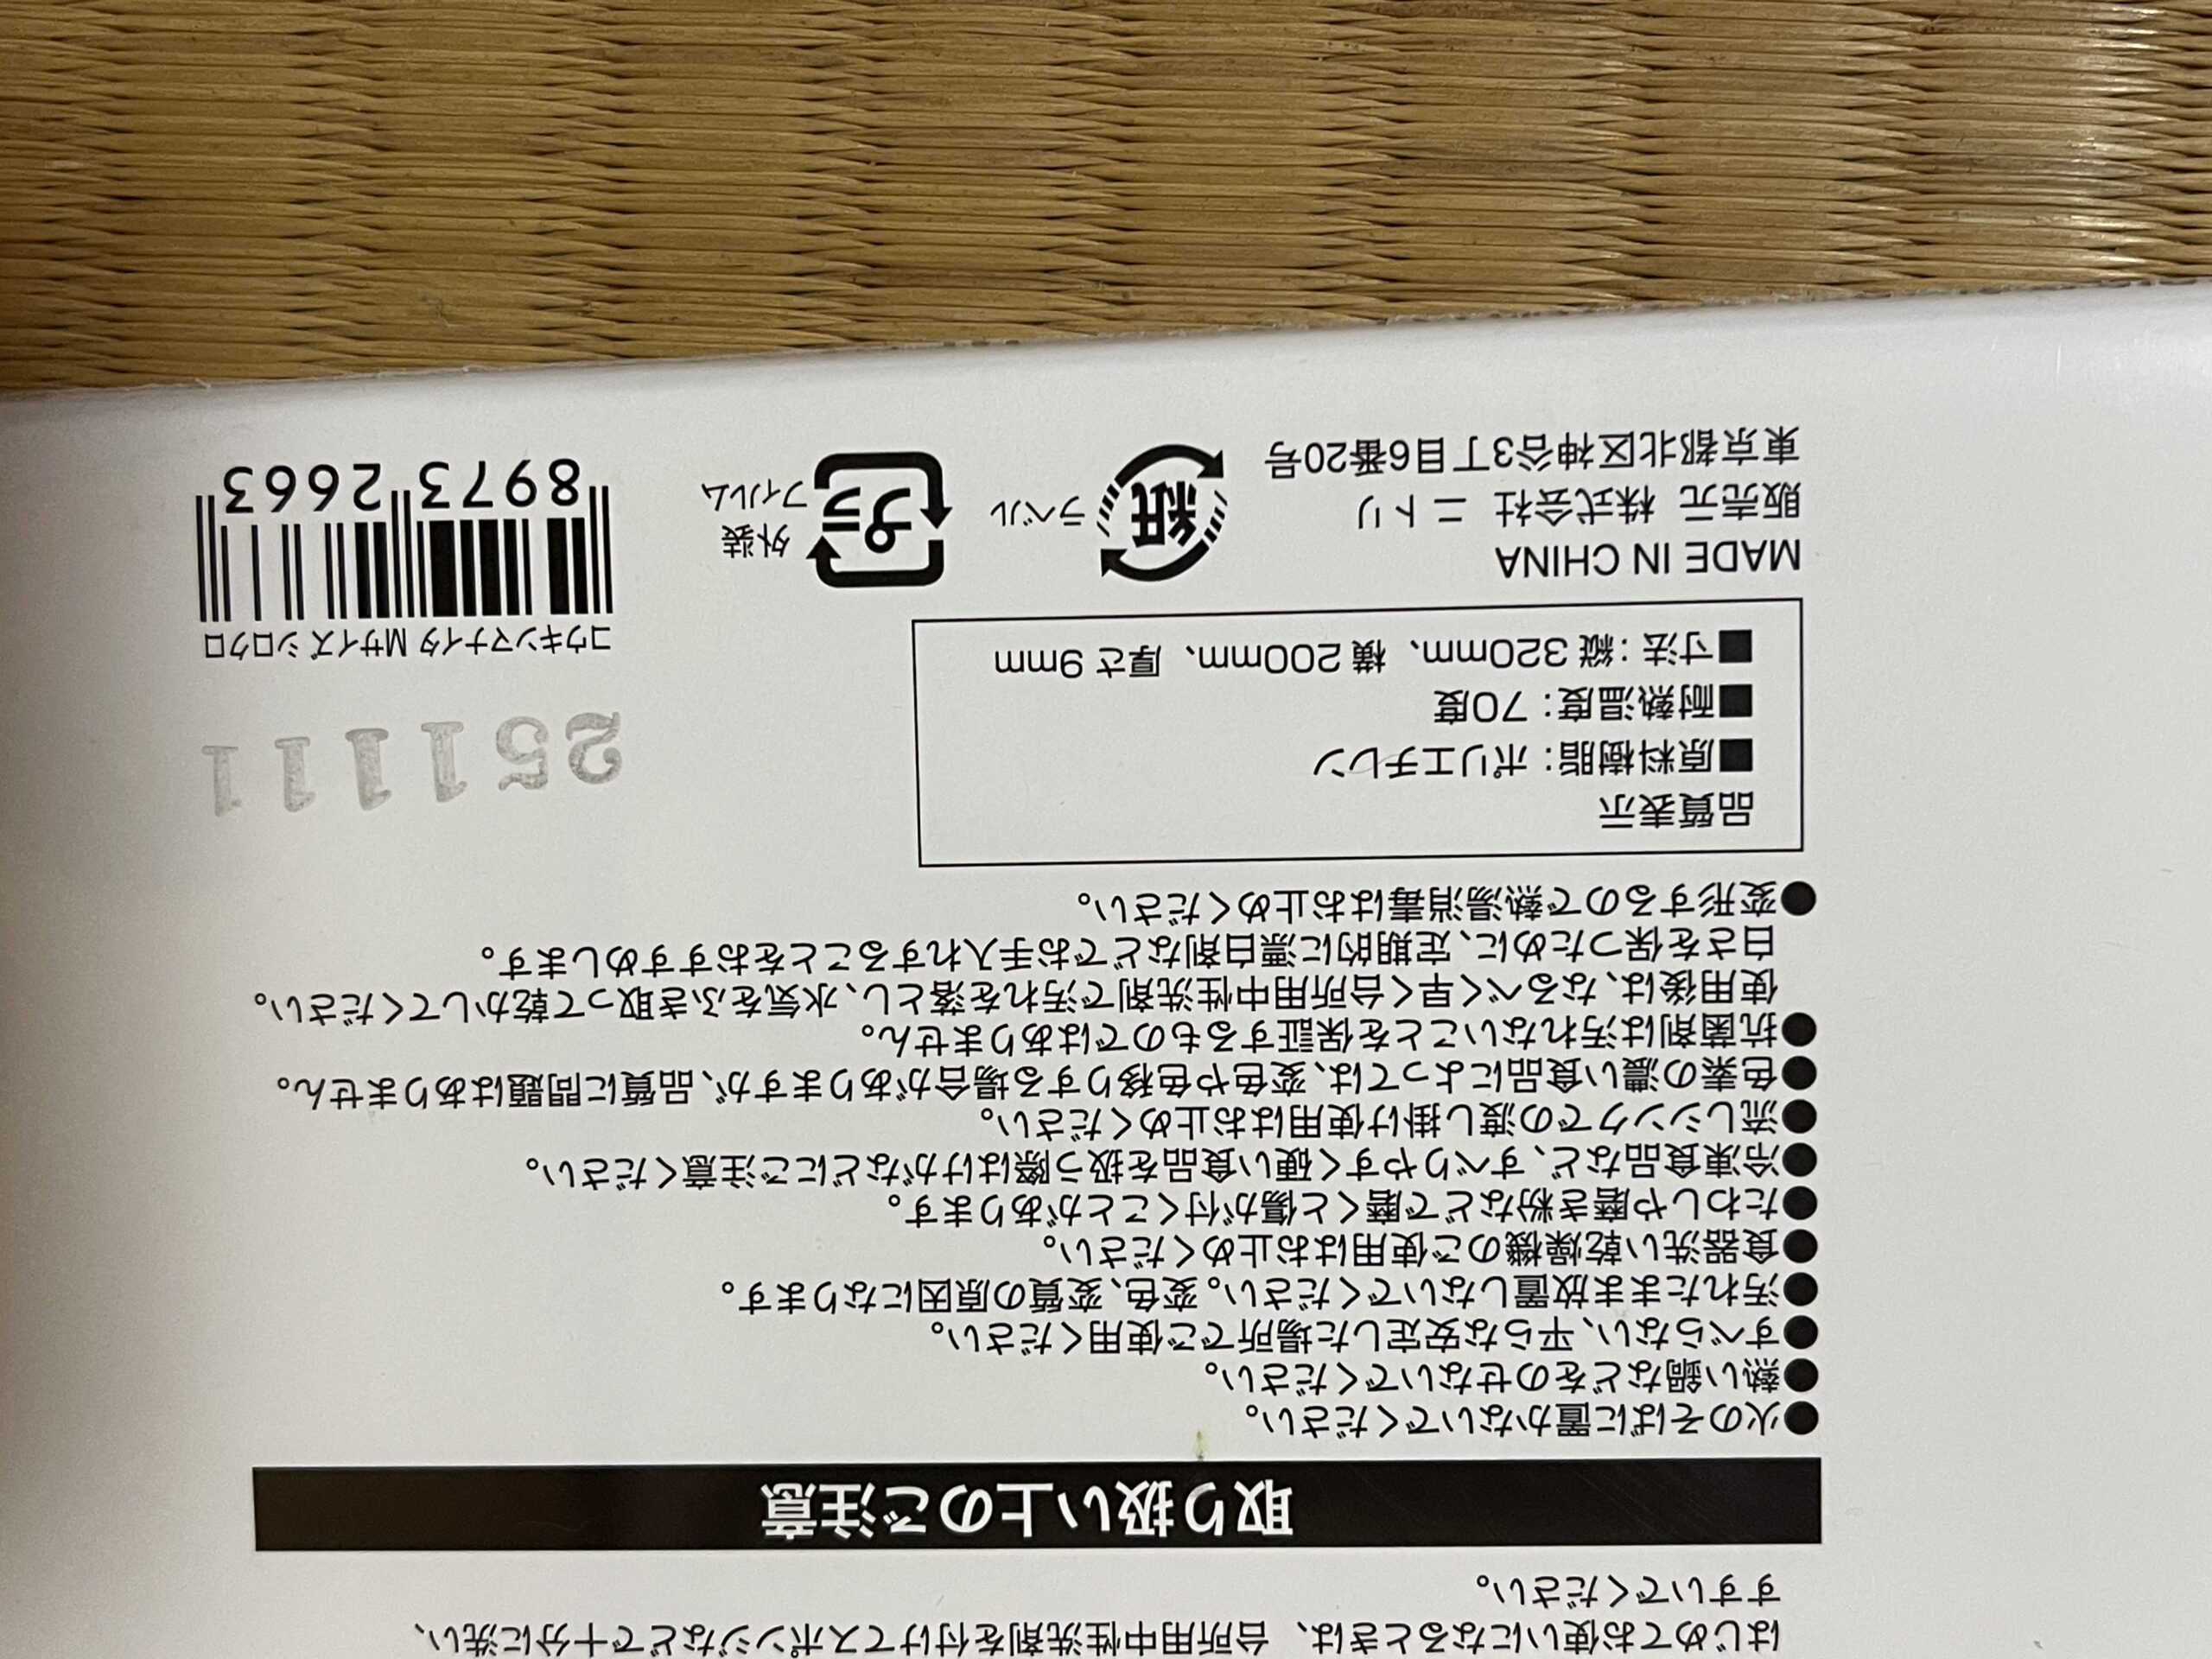 はじめてお使いになるときは、台所用中性洗剤を付けてスポンジなどで十分に洗い、
すすいでください。
取り扱い上のご注意
●火のそばに置かないでください。
●熱い鍋などをのせないでください。
●すべらない、平らな安定した場所でご使用ください。
●汚れたまま放置しないでください。変色、変質の原因になります。
●食器洗い乾燥機のご使用はお止めください。
●たわしや磨き粉などで磨くと傷が付くことがあります。
●冷凍食品など、すべりやすく硬い食品を扱う際はけがなどにご注意ください。
●流しシンクでの渡し掛け使用はお止めください。
●色素の濃い食品によっては、変色や色移りする場合がありますが、品質に問題はありません。
●抗菌剤は汚れないことを保証するものではありません。
使用後は、なるべく早く台所用中性洗剤で汚れを落とし、水気をふき取って乾かしてください。
白さを保つために、定期的に漂白剤などでお手入れすることをおすすめします。
●変形するので熱湯消毒はお止めください。
品質表示
■原料樹脂：ポリエチレン
■耐熱温度：70度
■寸法：縦320mm、横200mm、厚さ9mm
MADE IN CHINA
販売元 株式会社 ニトリ
東京都北区神谷3丁目6番20号
紙
ラベル
プラ
外装
フィルム
251111
コウキンマナイタ Mサイズ シロクロ
8973 2663